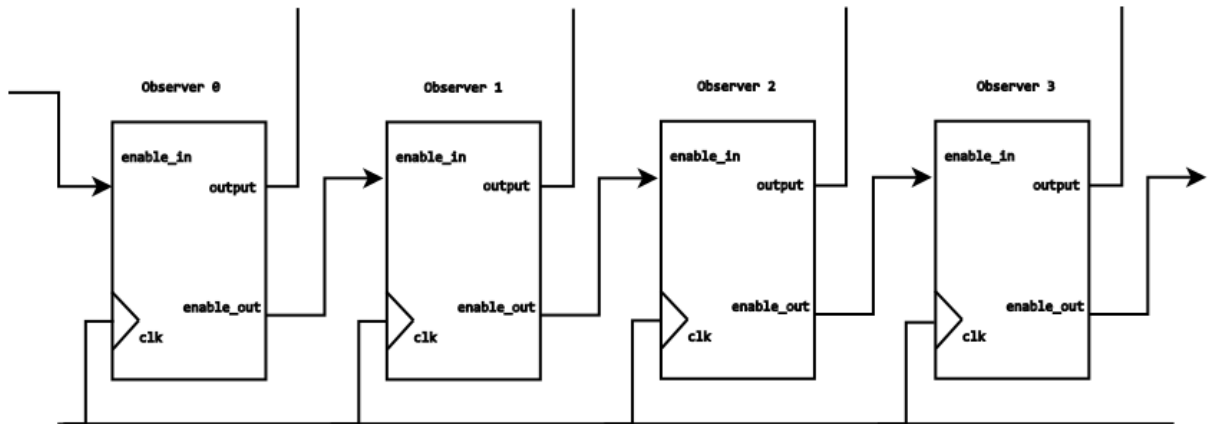 Observer 0
enable_in
output
enable_out
clk
Observer 1
enable_in
output
enable_out
clk
Observer 2
enable_in
output
enable_out
clk
Observer 3
enable_in
output
enable_out
clk